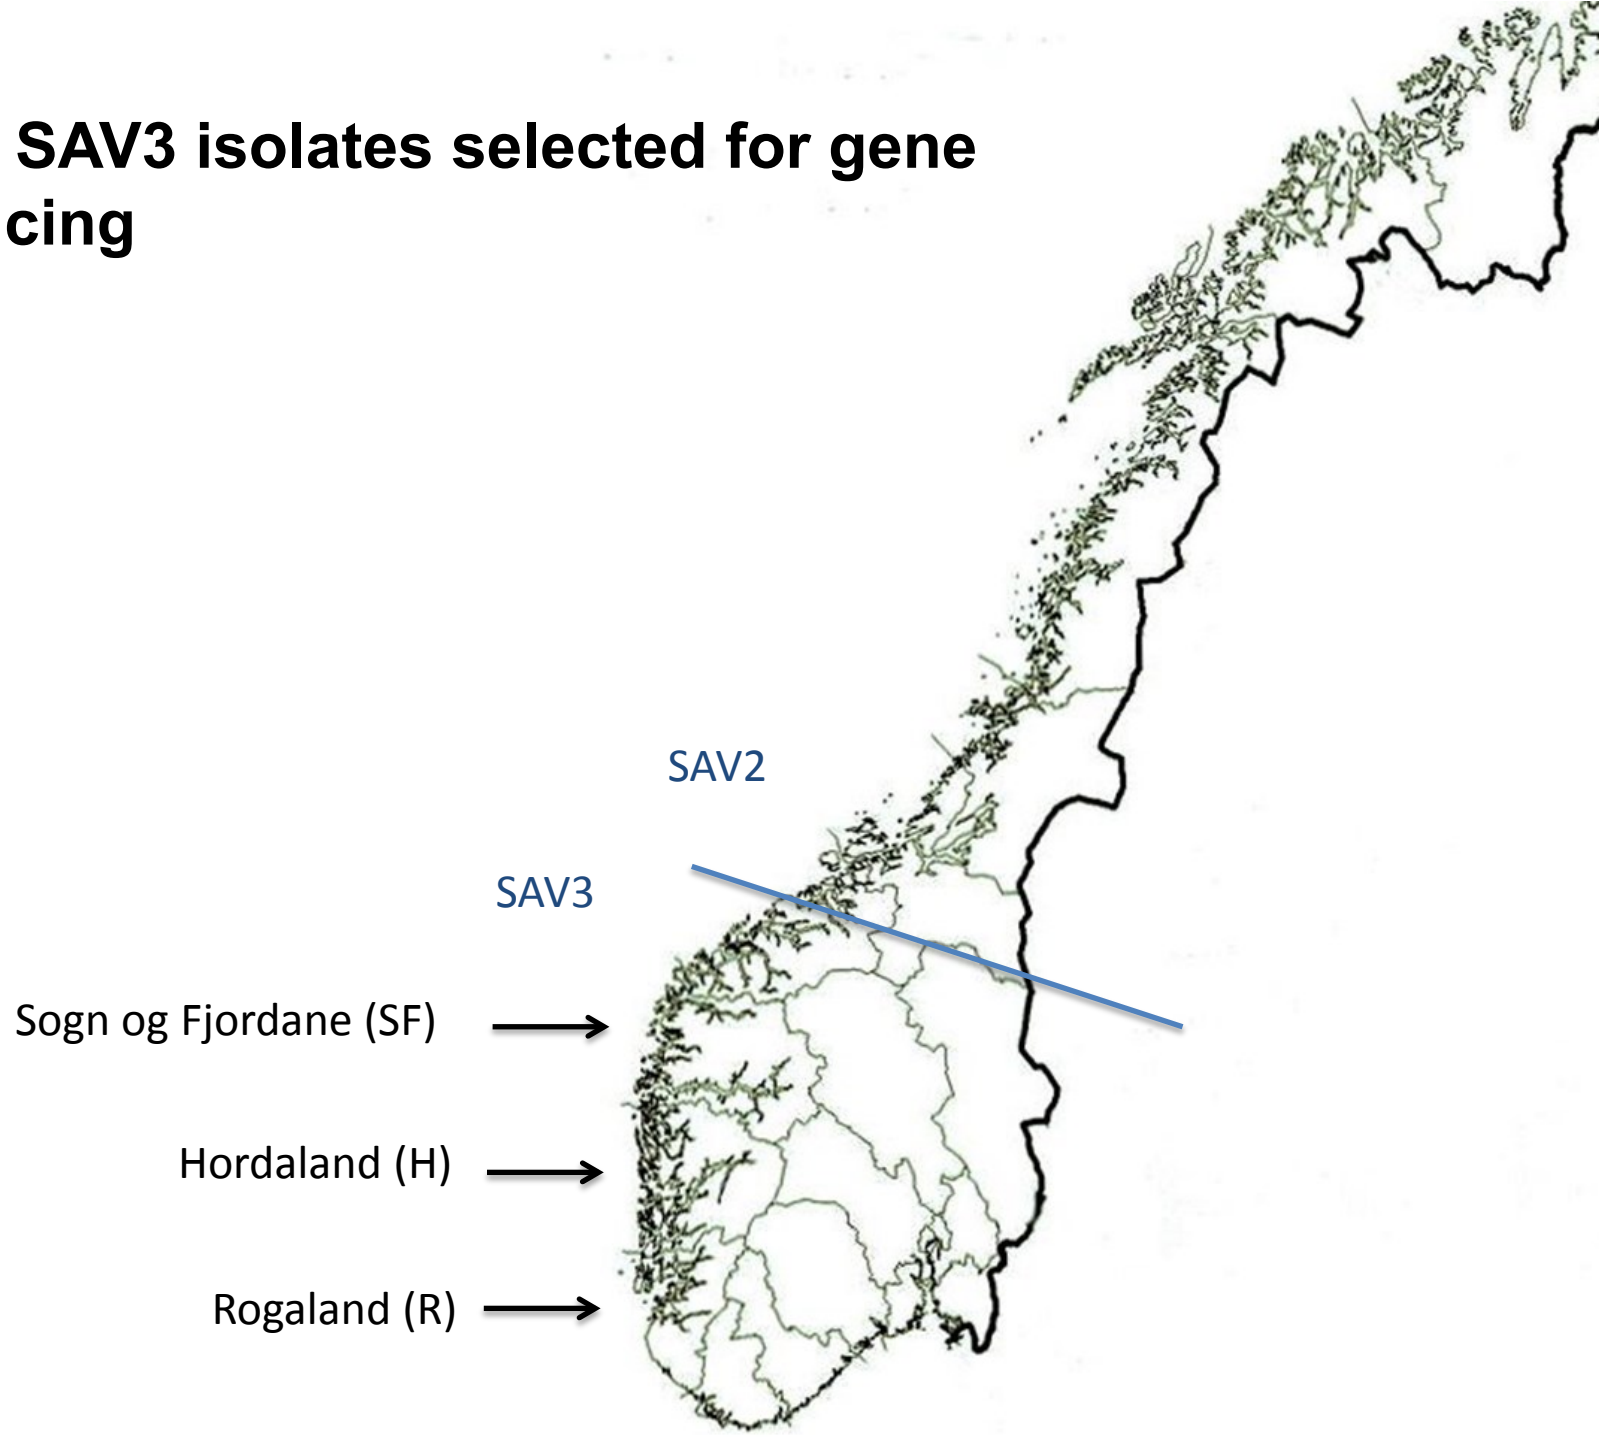 SAV3 isolates selected for gene
cing
SAV2
SAV3
Sogn og Fjordane (SF)
Hordaland (H)
Rogaland (R)